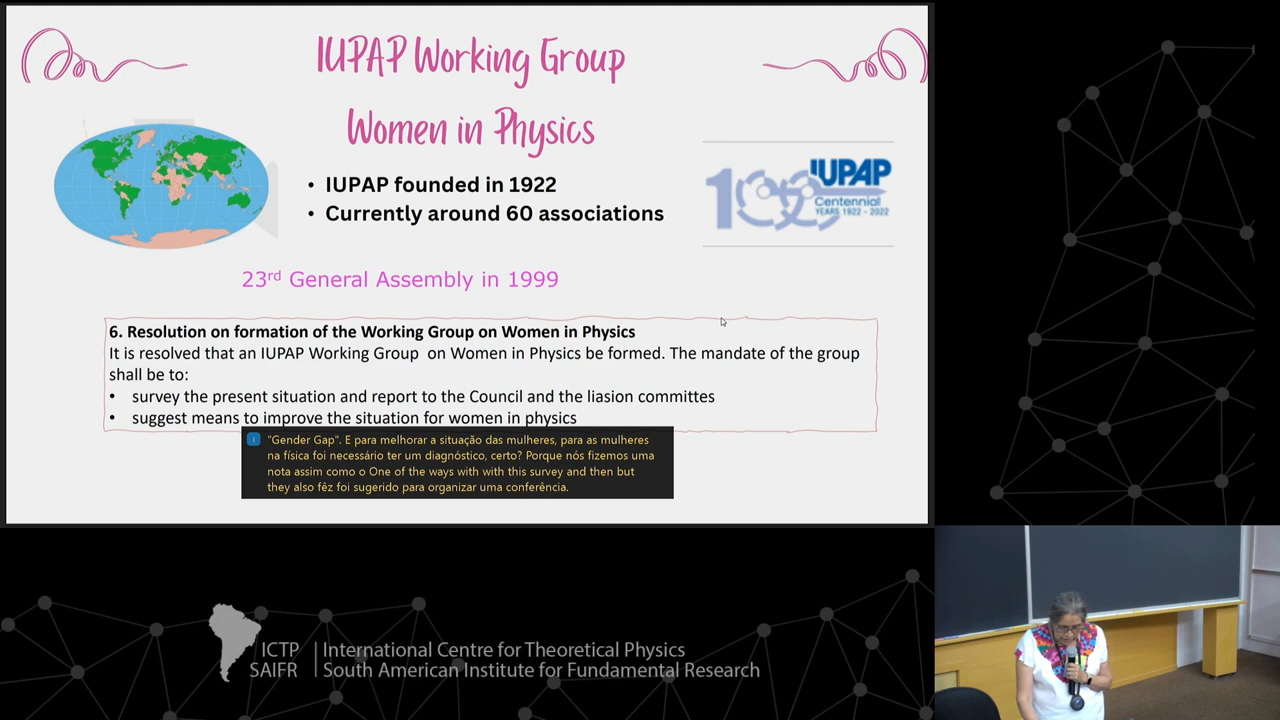 IUPAP Working Group
Women in Physics
• IUPAP founded in 1922
• Currently around 60 associations
100
IUPAP
Centennial
YEARS 1922 - 2022
23rd General Assembly in 1999
6. Resolution on formation of the Working Group on Women in Physics
It is resolved that an IUPAP Working Group on Women in Physics be formed. The mandate of the group
shall be to:
• survey the present situation and report to the Council and the liasion committes
• suggest means to improve the situation for women in physics
"Gender Gap". E para melhorar a situação das mulheres, para as mulheres
na física foi necessário ter um diagnóstico, certo? Porque nós fizemos uma
nota assim como o One of the ways with with this survey and then but
they also fêz foi sugerido para organizar uma conferência.
ICTP
SAIFR
International Centre for Theoretical Physics
South American Institute for Fundamental Research